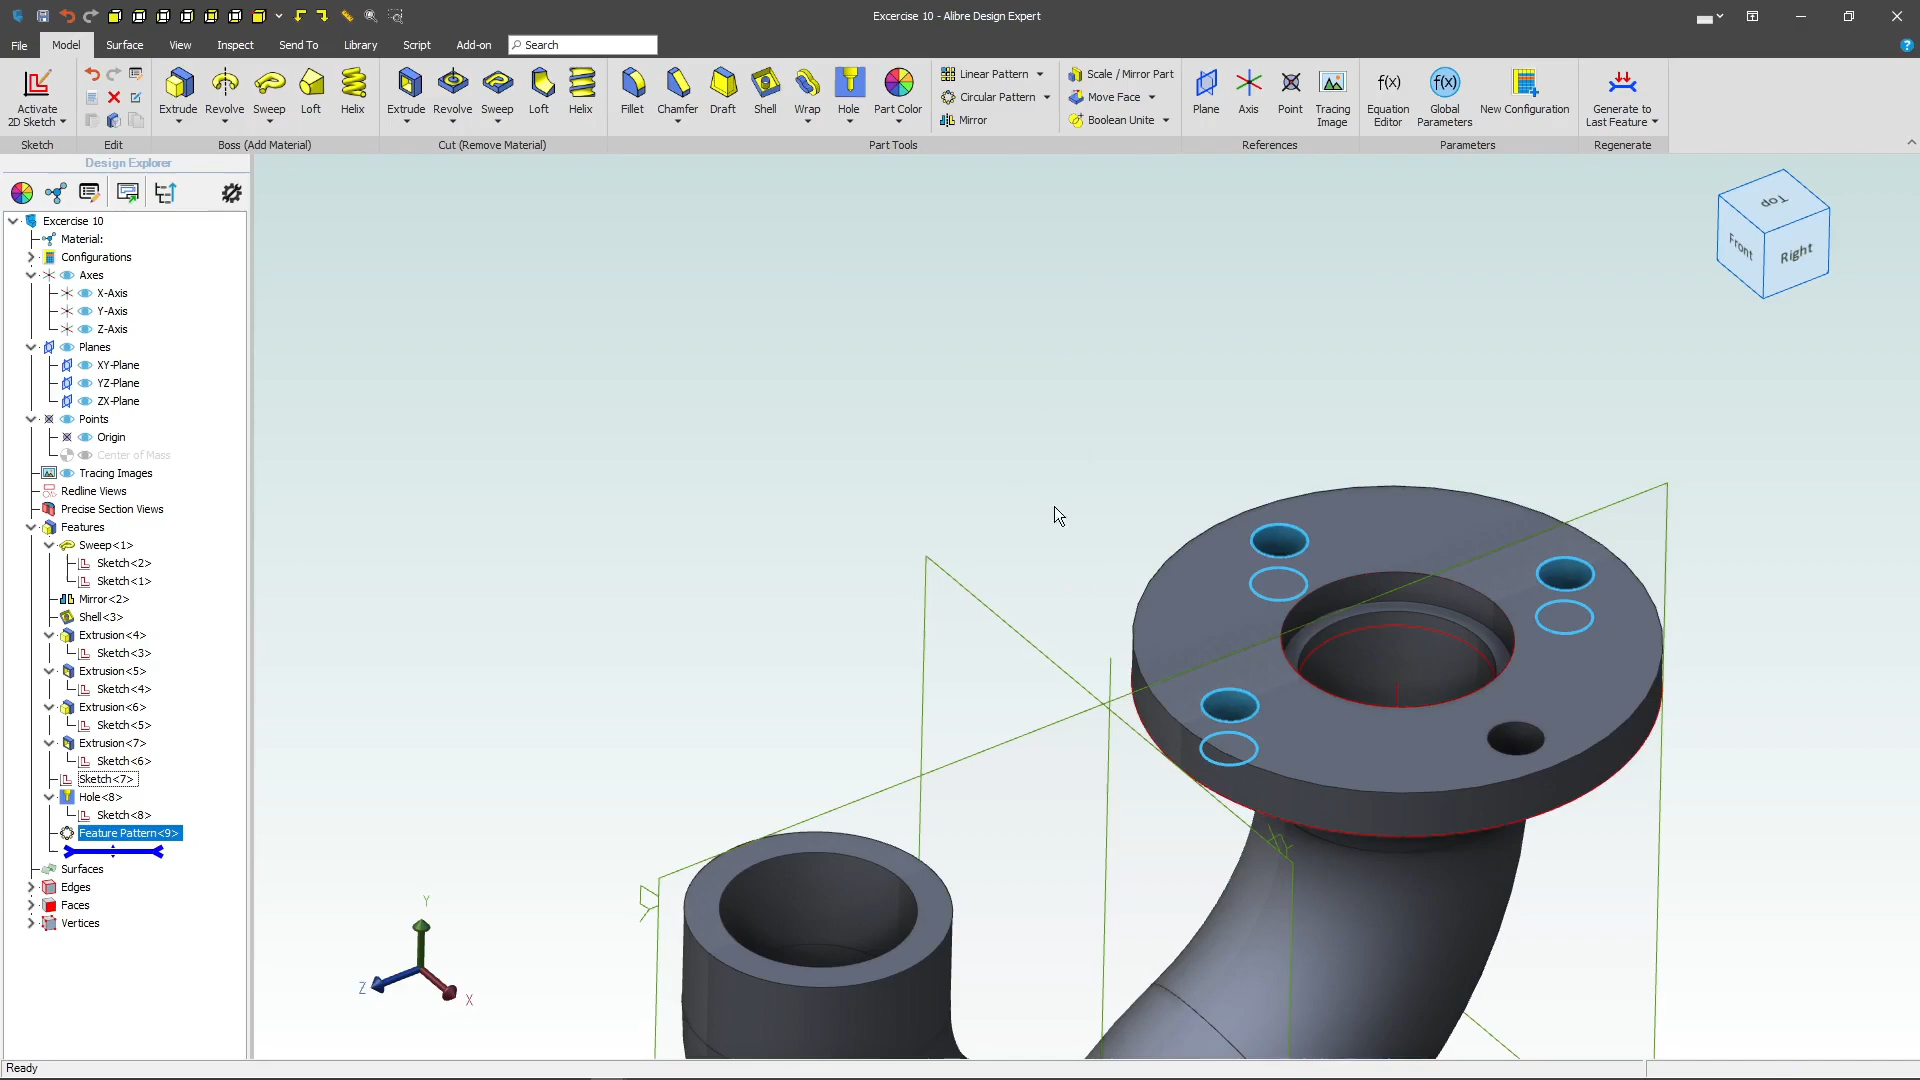 Excercise 10 - Alibre Design Expert
File Model Surface View Inspect Send To Library Script Add-on Search
Activate
2D Sketch
Extrude Revolve Sweep Loft Helix
Extrude Revolve Sweep Loft Helix
Fillet Chamfer Draft Shell Wrap Hole Part Color
Linear Pattern
Circular Pattern
Mirror
Scale / Mirror Part
Move Face
Boolean Unite
Plane Axis Point Tracing
Image
f(x) Equation
Editor
f(x) Global
Parameters
New Configuration
Generate to
Last Feature
Sketch Edit Boss (Add Material) Cut (Remove Material) Part Tools References Parameters Regenerate
Design Explorer
Excercise 10
Material:
Configurations
Axes
X-Axis
Y-Axis
Z-Axis
Planes
XY-Plane
YZ-Plane
ZX-Plane
Points
Origin
Center of Mass
Tracing Images
Redline Views
Precise Section Views
Features
Sweep<1>
Sketch<2>
Sketch<1>
Mirror<2>
Shell<3>
Extrusion<4>
Sketch<3>
Extrusion<5>
Sketch<4>
Extrusion<6>
Sketch<5>
Extrusion<7>
Sketch<6>
Sketch<7>
Hole<8>
Sketch<8>
Feature Pattern<9>
Surfaces
Edges
Faces
Vertices
Top
Front
Right
Y
Z
X
Ready